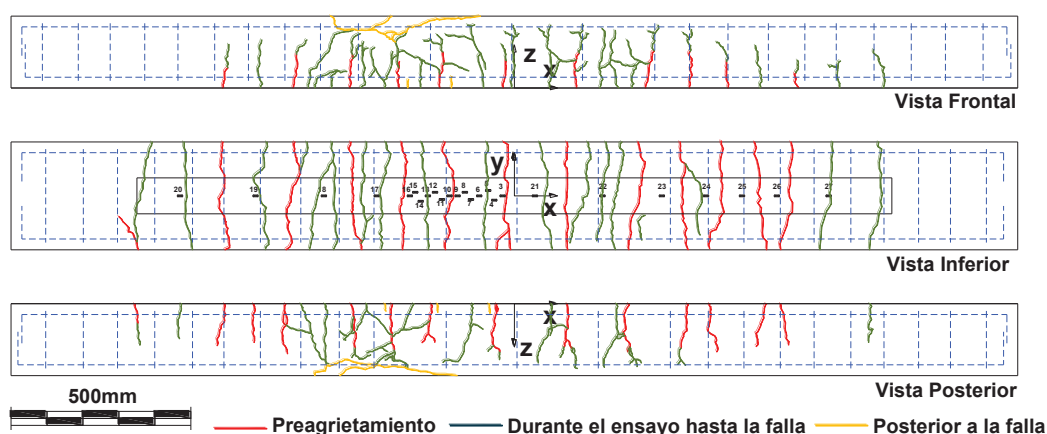 z
x
Vista Frontal
y
20 19 8 17 16 15 14 13 12 11 10 9 8 7 6 4 3 21 22 23 24 25 26 27
x
Vista Inferior
x
z
Vista Posterior
500mm
Preagrietamiento Durante el ensayo hasta la falla Posterior a la falla